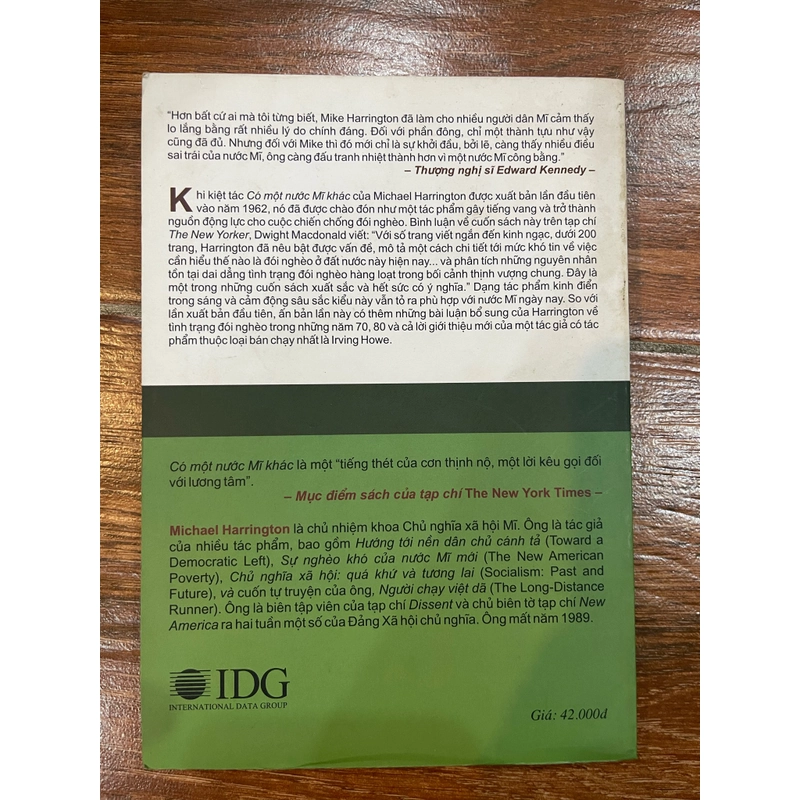 “Hơn bất cứ ai mà tôi từng biết, Mike Harrington đã làm cho nhiều người dân Mĩ cảm thấy
lo lắng bằng rất nhiều lý do chính đáng. Đối với phần đông, chỉ một thành tựu như vậy
cũng đã đủ. Nhưng đối với Mike thì đó mới chỉ là sự khởi đầu, bởi lẽ, càng thấy nhiều điều
sai trái của nước Mĩ, ông càng đấu tranh nhiệt thành hơn vì một nước Mĩ công bằng.”
– Thượng nghị sĩ Edward Kennedy –
Khi kiệt tác Có một nước Mĩ khác của Michael Harrington được xuất bản lần đầu tiên
vào năm 1962, nó đã được chào đón như một tác phẩm gây tiếng vang và trở thành
nguồn động lực cho cuộc chiến chống đói nghèo. Bình luận về cuốn sách này trên tạp chí
The New Yorker, Dwight Macdonald viết: “Với số trang viết ngắn đến kinh ngạc, dưới 200
trang, Harrington đã nêu bật được vấn đề, mô tả một cách chi tiết tới mức khó tin về việc
cần hiểu thế nào là đói nghèo ở đất nước này hiện nay... và phân tích những nguyên nhân
tồn tại dai dẳng tình trạng đói nghèo hàng loạt trong bối cảnh thịnh vượng chung. Đây là
một trong những cuốn sách xuất sắc và hết sức có ý nghĩa.” Dạng tác phẩm kinh điển
trong sáng và cảm động sâu sắc kiểu này vẫn tỏ ra phù hợp với nước Mĩ ngày nay. So với
lần xuất bản đầu tiên, ấn bản lần này có thêm những bài luận bổ sung của Harrington về
tình trạng đói nghèo trong những năm 70, 80 và cả lời giới thiệu mới của một tác giả có tác
phẩm thuộc loại bán chạy nhất là Irving Howe.
Có một nước Mĩ khác là một “tiếng thét của cơn thịnh nộ, một lời kêu gọi đối
với lương tâm”.
– Mục điểm sách của tạp chí The New York Times –
Michael Harrington là chủ nhiệm khoa Chủ nghĩa xã hội Mĩ. Ông là tác giả
của nhiều tác phẩm, bao gồm Hướng tới nền dân chủ cánh tả (Toward a
Democratic Left), Sự nghèo khó của nước Mĩ mới (The New American
Poverty), Chủ nghĩa xã hội: quá khứ và tương lai (Socialism: Past and
Future), và cuốn tự truyện của ông, Người chạy việt dã (The Long-Distance
Runner). Ông là biên tập viên của tạp chí Dissent và chủ biên tờ tạp chí New
America ra hai tuần một số của Đảng Xã hội chủ nghĩa. Ông mất năm 1989.
IDG
INTERNATIONAL DATA GROUP
Giá: 42.000đ